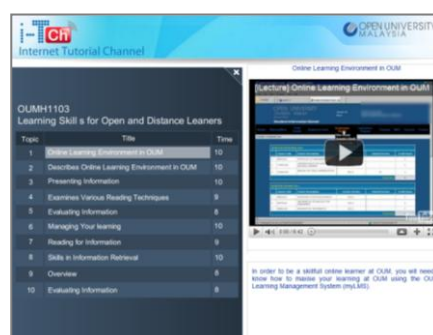 i-Tch
Internet Tutorial Channel
OPEN UNIVERSITY
MALAYSIA
OUMH1103
Learning Skill s for Open and Distance Leaners
Topic Title Time
1 Online Learning Environment in OUM 10
2 Describes Online Learning Environment in OUM 10
3 Presenting Information 10
4 Examines Various Reading Techniques 9
5 Evaluating Information 8
6 Managing Your learning 10
7 Reading for Information 9
8 Skills in Information Retrieval 10
9 Overview 8
10 Evaluating Information 8
Online Learning Environment in OUM
[Lecture] Online Learning Environment in OUM
In order to be a skillful online learner at OUM, you will need
know how to maxise your learning at OUM using the OU
Learning Management System (myLMS).